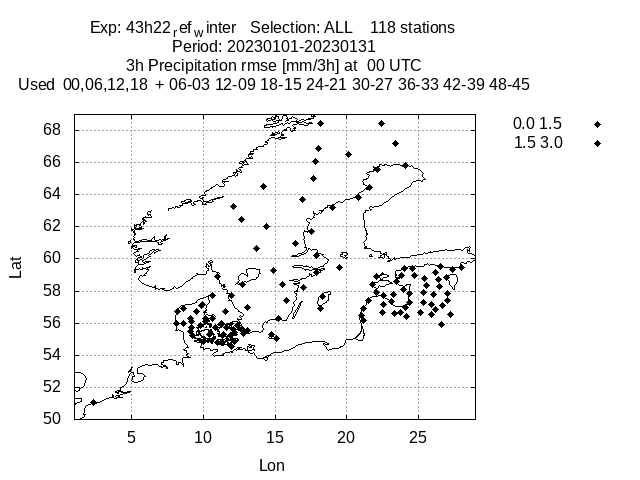 Exp: 43h22refwinter Selection: ALL 118 stations
Period: 20230101-20230131
3h Precipitation rmse [mm/3h] at 00 UTC
Used 00,06,12,18 + 06-03 12-09 18-15 24-21 30-27 36-33 42-39 48-45
0.0 1.5
1.5 3.0
68
66
64
62
60
58
56
54
52
50
Lat
5 10 15 20 25
Lon